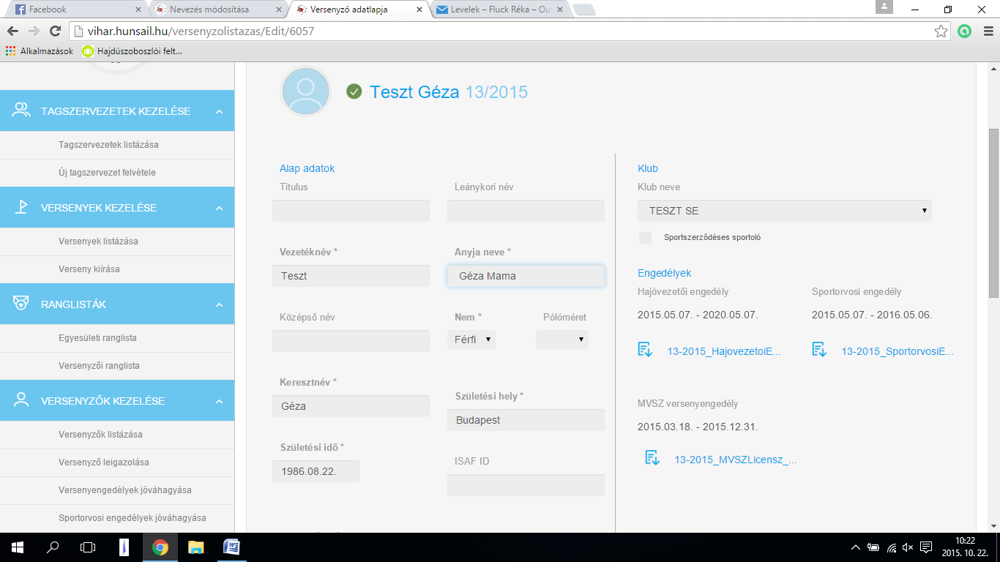 Facebook
Nevezés módosítása
Versenyző adatlapja
Levelek – Fluck Réka – Ou
vihar.hunsail.hu/versenyzolistazas/Edit/6057
Alkalmazások
Hajdúszoboszlói felt...
TAGSZERVEZETEK KEZELÉSE
Tagszervezetek listázása
Új tagszervezet felvétele
VERSENYEK KEZELÉSE
Versenyek listázása
Verseny kiírása
RANGLISTÁK
Egyesületi ranglista
Versenyzői ranglista
VERSENYZŐK KEZELÉSE
Versenyzők listázása
Versenyző leigazolása
Versenyengedélyek jóváhagyása
Sportorvosi engedélyek jóváhagyása
Teszt Géza 13/2015
Alap adatok
Titulus
Leánykori név
Vezetéknév *
Anyja neve *
Teszt
Géza Mama
Középső név
Nem *
Pólóméret
Férfi
Keresztnév *
Géza
Születési hely *
Budapest
Születési idő *
1986.08.22.
ISAF ID
Klub
Klub neve
TESZT SE
Sportszerződéses sportoló
Engedélyek
Hajóvezetői engedély
Sportorvosi engedély
2015.05.07. - 2020.05.07.
2015.05.07. - 2016.05.06.
13-2015_HajovezetoiE...
13-2015_SportorvosiE...
MVSZ versenyengedély
2015.03.18. - 2015.12.31.
13-2015_MVSZLicensz_...
10:22
2015. 10. 22.